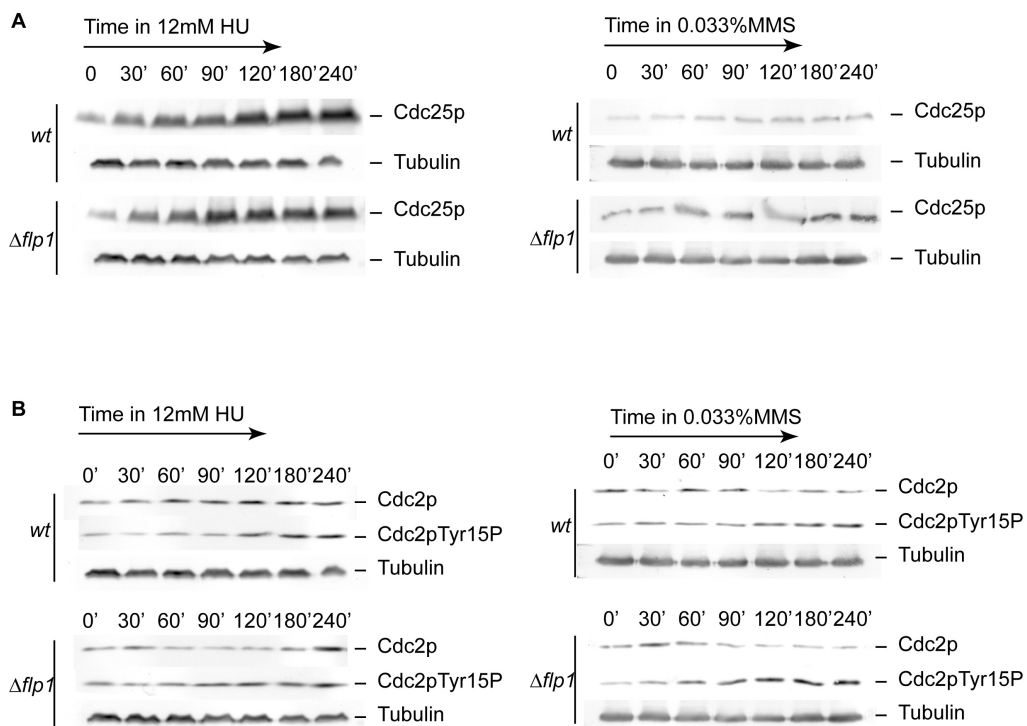 A
Time in 12mM HU
0 30’ 60’ 90’ 120’ 180’ 240’
wt
Cdc25p
Tubulin
Δflp1
Cdc25p
Tubulin
Time in 0.033%MMS
0 30’ 60’ 90’ 120’ 180’ 240’
wt
Cdc25p
Tubulin
Δflp1
Cdc25p
Tubulin
B
Time in 12mM HU
0’ 30’ 60’ 90’ 120’ 180’ 240’
wt
Cdc2p
Cdc2pTyr15P
Tubulin
0’ 30’ 60’ 90’ 120’ 180’ 240’
Δflp1
Cdc2p
Cdc2pTyr15P
Tubulin
Time in 0.033%MMS
0’ 30’ 60’ 90’ 120’ 180’ 240’
wt
Cdc2p
Cdc2pTyr15P
Tubulin
0’ 30’ 60’ 90’ 120’ 180’ 240’
Δflp1
Cdc2p
Cdc2pTyr15P
Tubulin